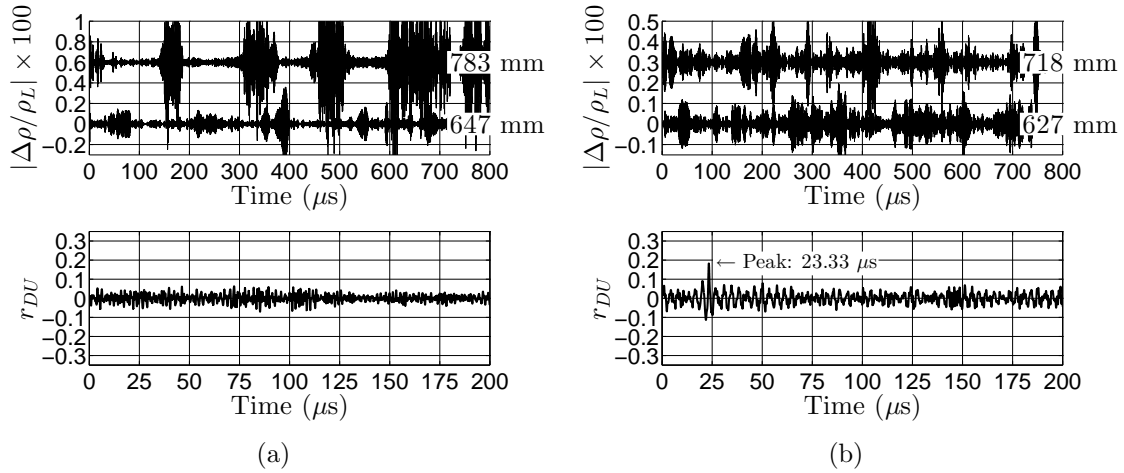 |Δρ/ρ_L| × 100
1
0.8
0.6
0.4
0.2
0
−0.2
783 mm
647 mm
0 100 200 300 400 500 600 700 800
Time (μs)
|Δρ/ρ_L| × 100
0.5
0.4
0.3
0.2
0.1
0
−0.1
718 mm
627 mm
0 100 200 300 400 500 600 700 800
Time (μs)
r_DU
0.3
0.2
0.1
0
−0.1
−0.2
−0.3
0 25 50 75 100 125 150 175 200
Time (μs)
r_DU
0.3
0.2
0.1
0
−0.1
−0.2
−0.3
← Peak: 23.33 μs
0 25 50 75 100 125 150 175 200
Time (μs)
(a)
(b)